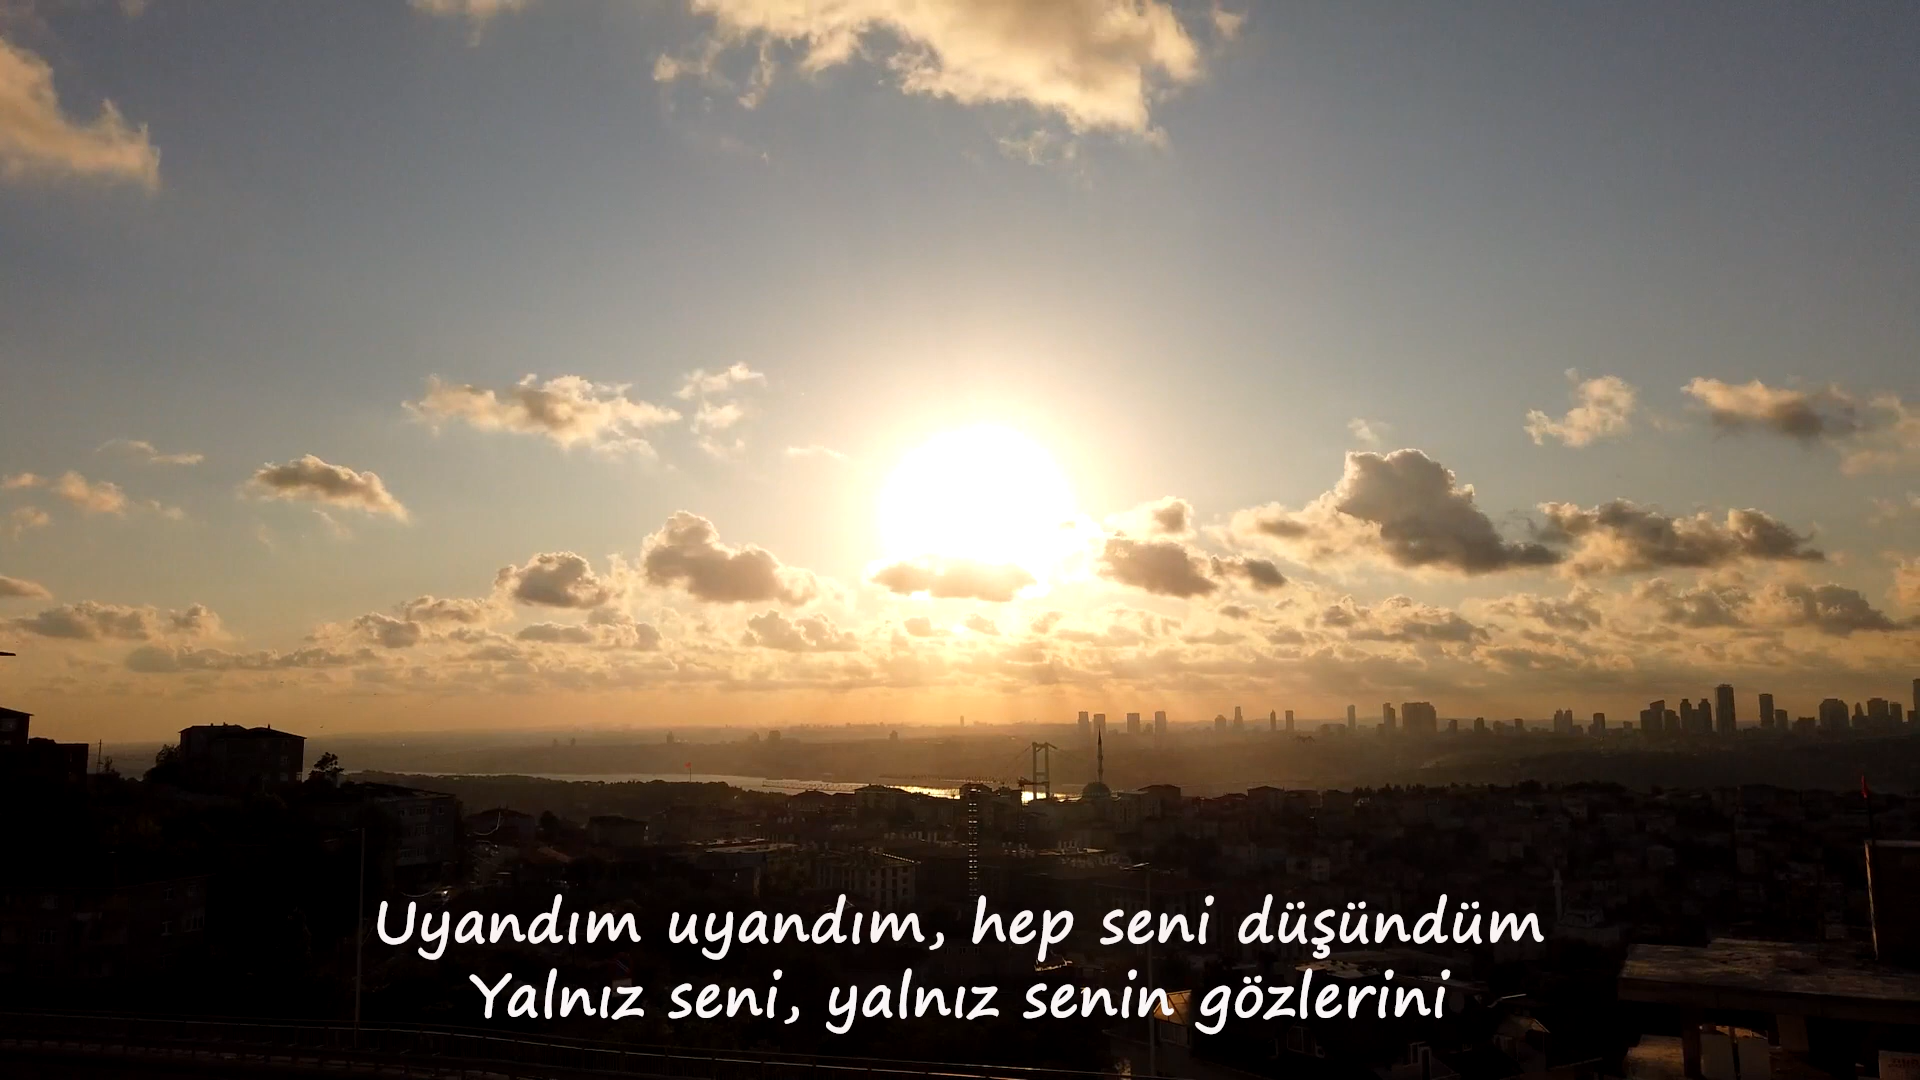 Uyandım uyandım, hep seni düşündüm
Yalnız seni, yalnız senin gözlerini